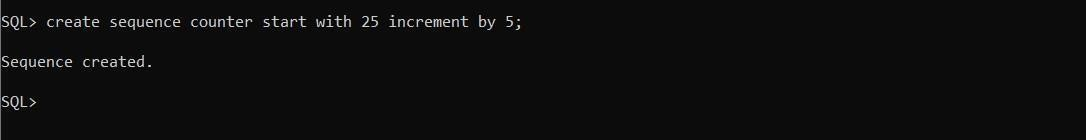 SQL> create sequence counter start with 25 increment by 5;
Sequence created.
SQL>